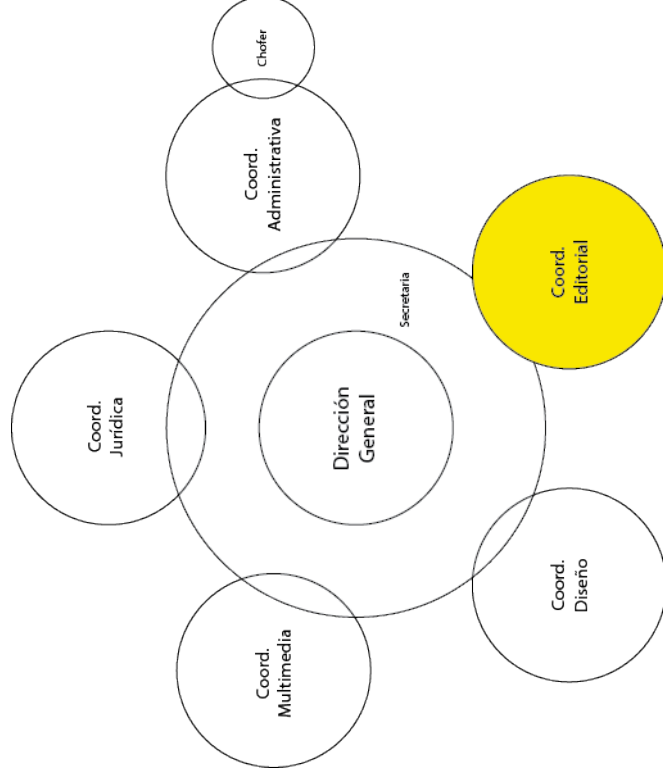 Chofer
Coord.
Administrativa
Coord.
Editorial
Secretaria
Coord.
Jurídica
Dirección
General
Coord.
Multimedia
Coord.
Diseño